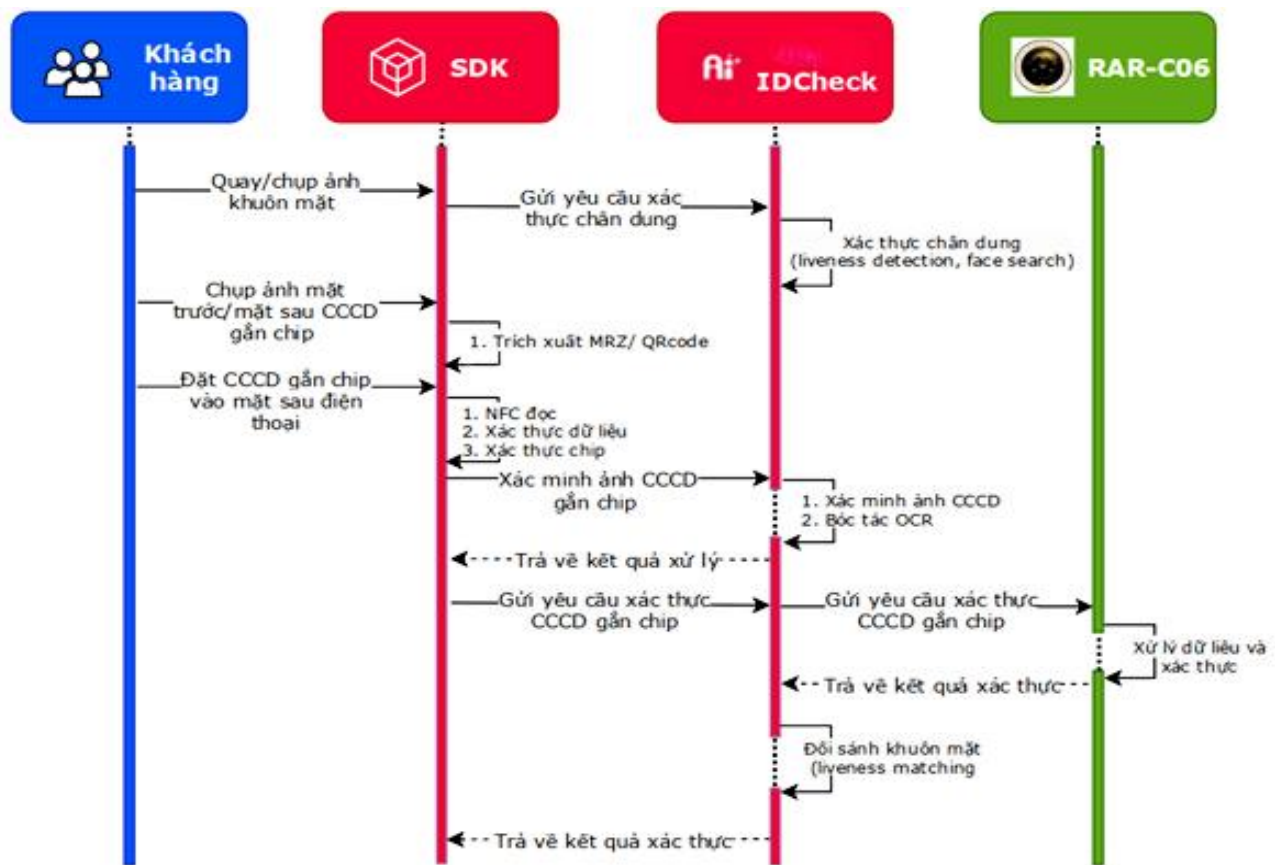 Khách
hàng
SDK
Ai+
IDCheck
RAR-C06
Quay/chụp ảnh
khuôn mặt
Gửi yêu cầu xác
thực chân dung
Xác thực chân dung
(liveness detection, face search)
Chụp ảnh mặt
trước/mặt sau CCCD
gắn chip
1. Trích xuất MRZ/ QRcode
Đặt CCCD gắn chip
vào mặt sau điện
thoại
1. NFC đọc
2. Xác thực dữ liệu
3. Xác thực chip
Xác minh ảnh CCCD
gắn chip
1. Xác minh ảnh CCCD
2. Bóc tác OCR
Trả về kết quả xử lý
Gửi yêu cầu xác thực
CCCD gắn chip
Gửi yêu cầu xác thực
CCCD gắn chip
Xử lý dữ liệu và
xác thực
Trả về kết quả xác thực
Đối sánh khuôn mặt
(liveness matching
Trả về kết quả xác thực